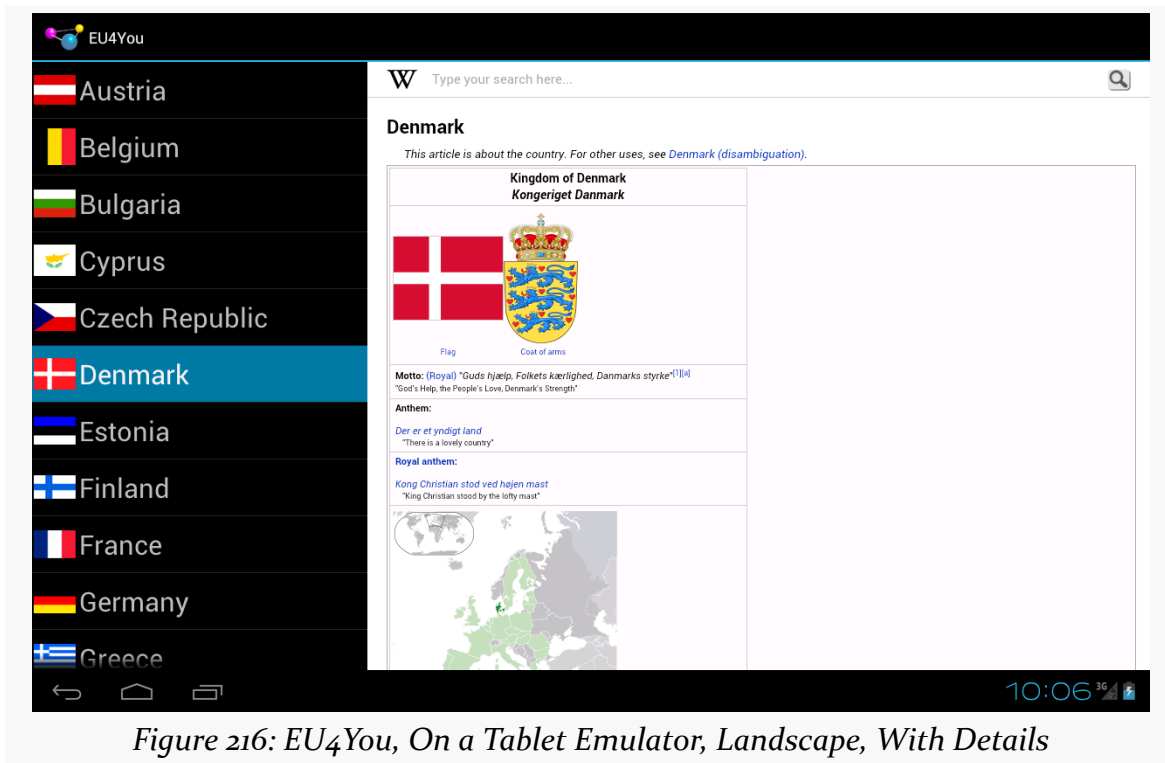 EU4You
Austria
Belgium
Bulgaria
Cyprus
Czech Republic
Denmark
Estonia
Finland
France
Germany
Greece
W Type your search here...
Denmark
This article is about the country. For other uses, see Denmark (disambiguation).
Kingdom of Denmark
Kongeriget Danmark
Flag Coat of arms
Motto: (Royal) "Guds hjælp, Folkets kærlighed, Danmarks styrke"[1][a]
"God's Help, the People's Love, Denmark's Strength"
Anthem:
Der er et yndigt land
"There is a lovely country"
Royal anthem:
Kong Christian stod ved højen mast
"King Christian stood by the lofty mast"
10:06 3G
Figure 216: EU4You, On a Tablet Emulator, Landscape, With Details